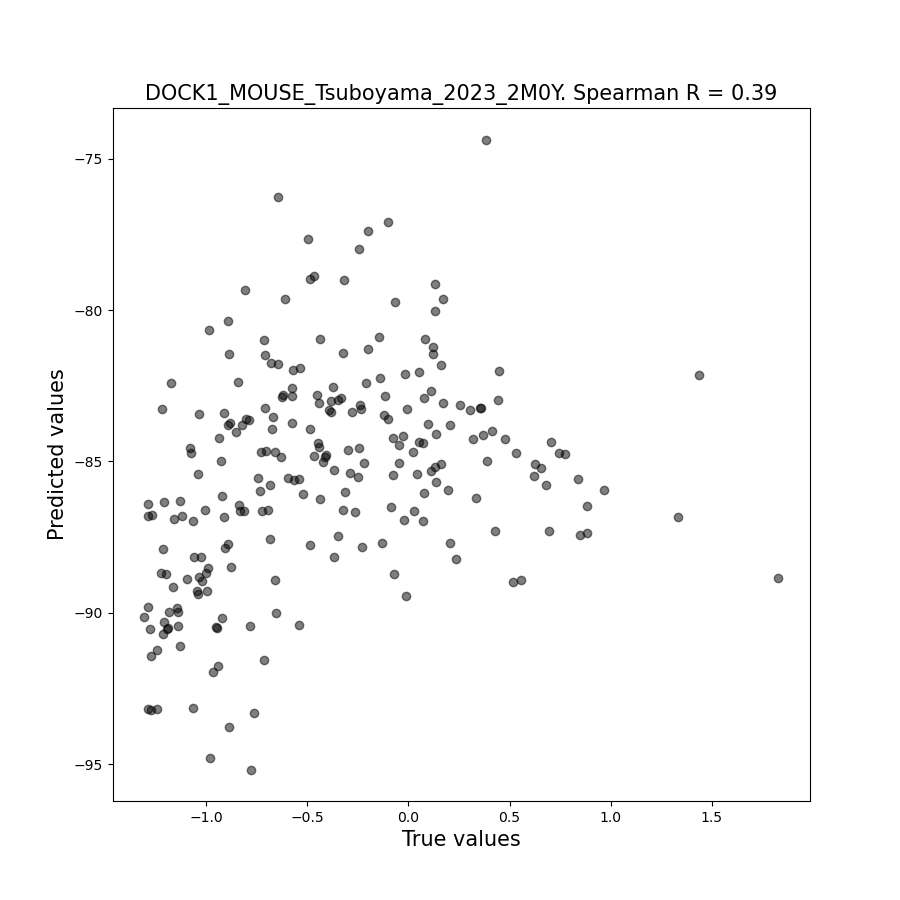 DOCK1_MOUSE_Tsuboyama_2023_2M0Y. Spearman R = 0.39
Predicted values
−75
−80
−85
−90
−95
−1.0 −0.5 0.0 0.5 1.0 1.5
True values